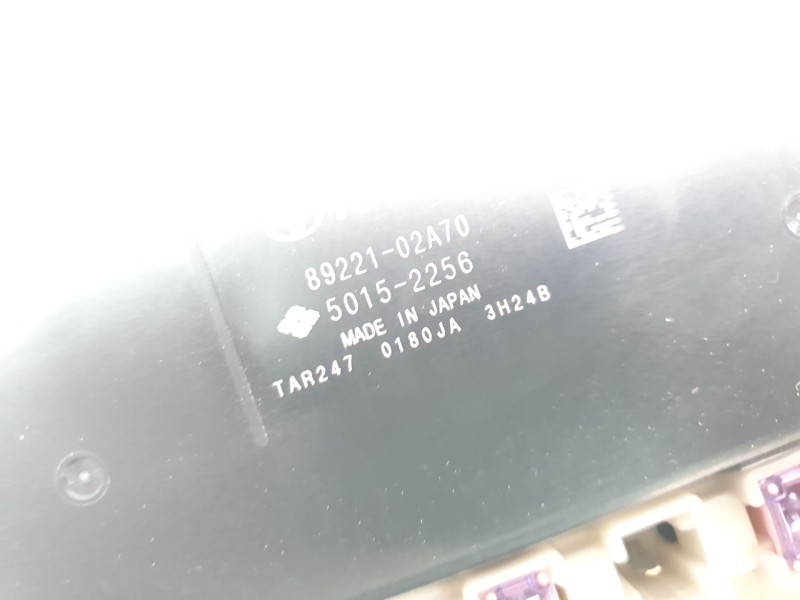 89221-02A70
5015-2256
MADE IN JAPAN
TAR247 0180JA 3H24B